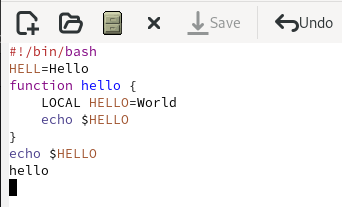 Save Undo
#!/bin/bash
HELL=Hello
function hello {
    LOCAL HELLO=World
    echo $HELLO
}
echo $HELLO
hello